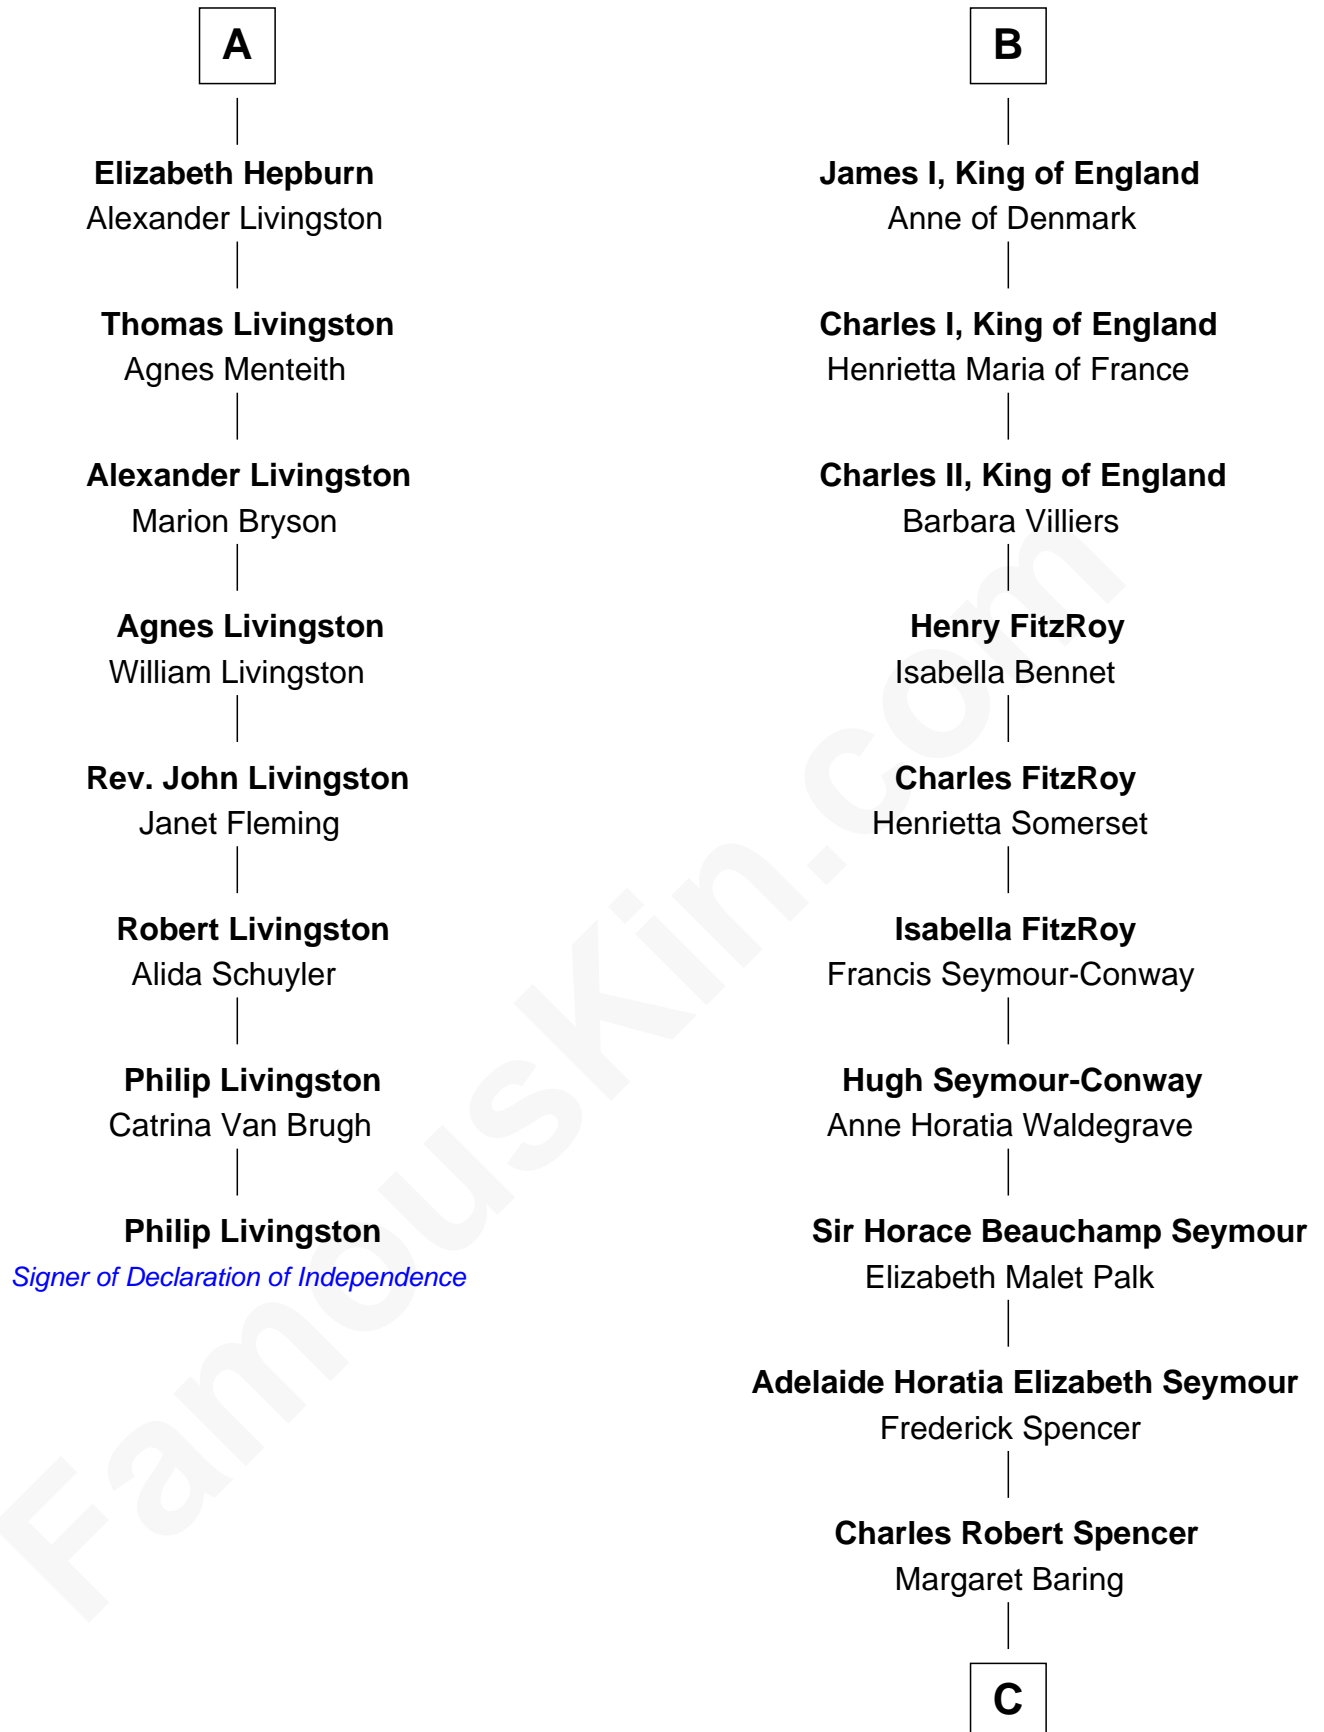 A
Elizabeth Hepburn
Alexander Livingston
Thomas Livingston
Agnes Menteith
Alexander Livingston
Marion Bryson
Agnes Livingston
William Livingston
Rev. John Livingston
Janet Fleming
Robert Livingston
Alida Schuyler
Philip Livingston
Catrina Van Brugh
Philip Livingston
Signer of Declaration of Independence
B
James I, King of England
Anne of Denmark
Charles I, King of England
Henrietta Maria of France
Charles II, King of England
Barbara Villiers
Henry FitzRoy
Isabella Bennet
Charles FitzRoy
Henrietta Somerset
Isabella FitzRoy
Francis Seymour-Conway
Hugh Seymour-Conway
Anne Horatia Waldegrave
Sir Horace Beauchamp Seymour
Elizabeth Malet Palk
Adelaide Horatia Elizabeth Seymour
Frederick Spencer
Charles Robert Spencer
Margaret Baring
C
FamousKin.com